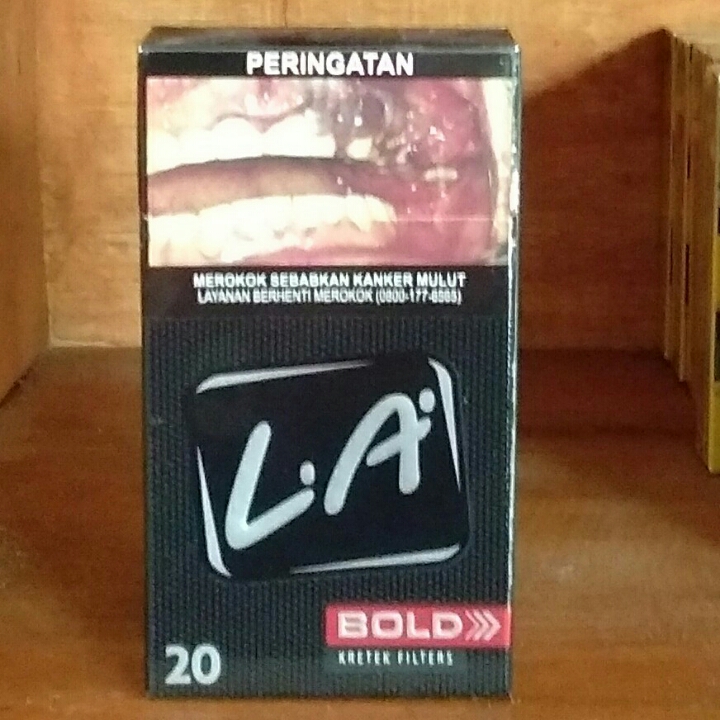 PERINGATAN
MEROKOK SEBABKAN KANKER MULUT
LAYANAN BERHENTI MEROKOK (0800-177-6565)
L.A.
BOLD
KRETEK FILTERS
20